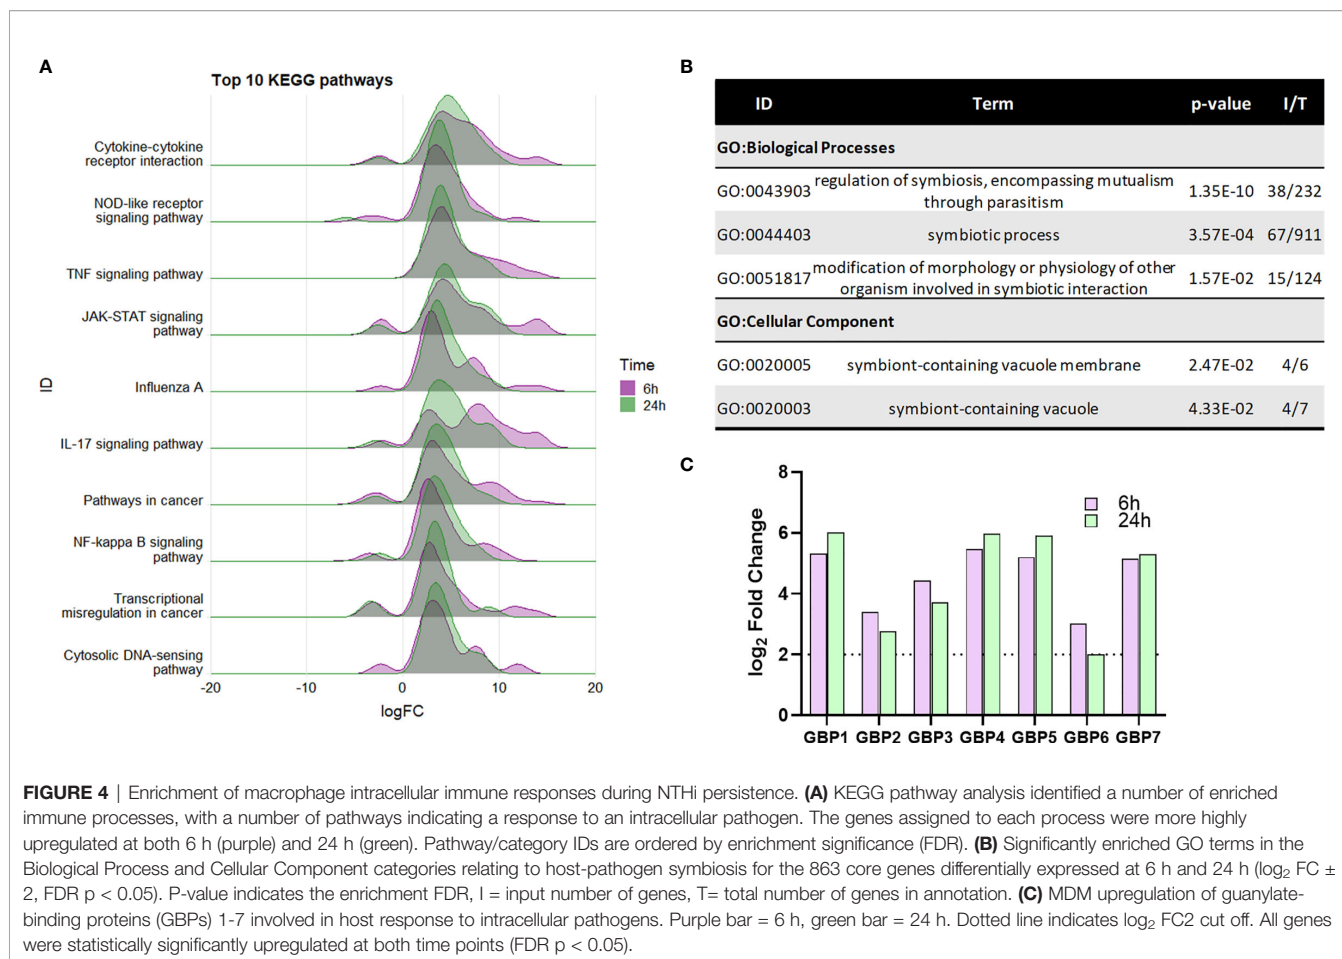 A
Top 10 KEGG pathways
-20
-10
0
10
20
Cytokine-cytokine
receptor interaction
NOD-like receptor
signaling pathway
TNF signaling pathway
JAK-STAT signaling
pathway
Influenza A
IL-17 signaling pathway
Pathways in cancer
NF-kappa B signaling
pathway
Transcriptional
misregulation in cancer
Cytosolic DNA-sensing
pathway
ID
-20
-10
0
10
20
logFC
Time
6h
24h
B
ID Term p-value I/T
GO:Biological Processes
GO:0043903 regulation of symbiosis, encompassing mutualism through parasitism 1.35E-10 38/232
GO:0044403 symbiotic process 3.57E-04 67/911
GO:0051817 modification of morphology or physiology of other organism involved in symbiotic interaction 1.57E-02 15/124
GO:Cellular Component
GO:0020005 symbiont-containing vacuole membrane 2.47E-02 4/6
GO:0020003 symbiont-containing vacuole 4.33E-02 4/7
C
log2 Fold Change
8
6
4
2
0
6h
24h
GBP1 GBP2 GBP3 GBP4 GBP5 GBP6 GBP7
FIGURE 4 | Enrichment of macrophage intracellular immune responses during NTHi persistence. (A) KEGG pathway analysis identified a number of enriched
immune processes, with a number of pathways indicating a response to an intracellular pathogen. The genes assigned to each process were more highly
upregulated at both 6 h (purple) and 24 h (green). Pathway/category IDs are ordered by enrichment significance (FDR). (B) Significantly enriched GO terms in the
Biological Process and Cellular Component categories relating to host-pathogen symbiosis for the 863 core genes differentially expressed at 6 h and 24 h (log2 FC ±
2, FDR p < 0.05). P-value indicates the enrichment FDR, I = input number of genes, T= total number of genes in annotation. (C) MDM upregulation of guanylate-
binding proteins (GBPs) 1-7 involved in host response to intracellular pathogens. Purple bar = 6 h, green bar = 24 h. Dotted line indicates log2 FC2 cut off. All genes
were statistically significantly upregulated at both time points (FDR p < 0.05).